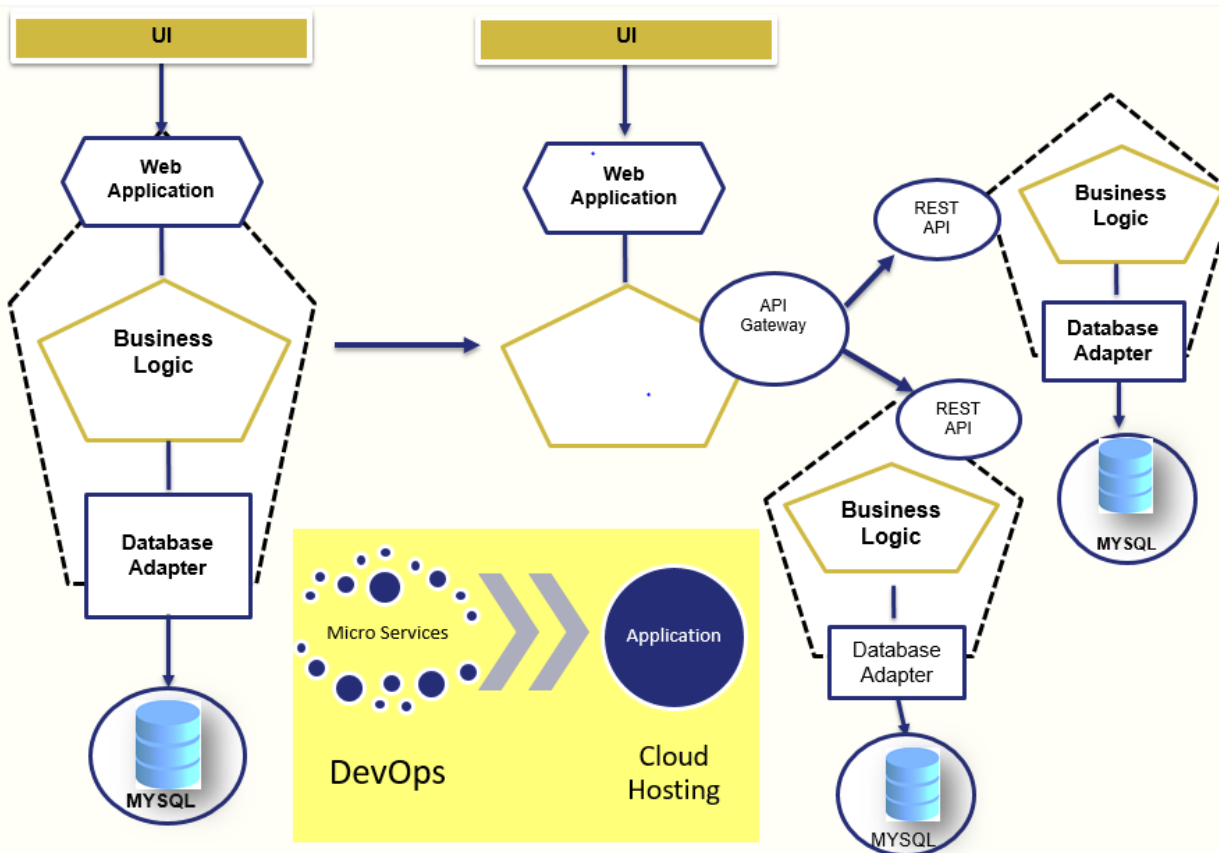 UI
Web
Application
Business
Logic
Database
Adapter
MYSQL
UI
Web
Application
API
Gateway
REST
API
Business
Logic
Database
Adapter
MYSQL
REST
API
Business
Logic
Database
Adapter
MYSQL
Micro Services
Application
DevOps
Cloud
Hosting